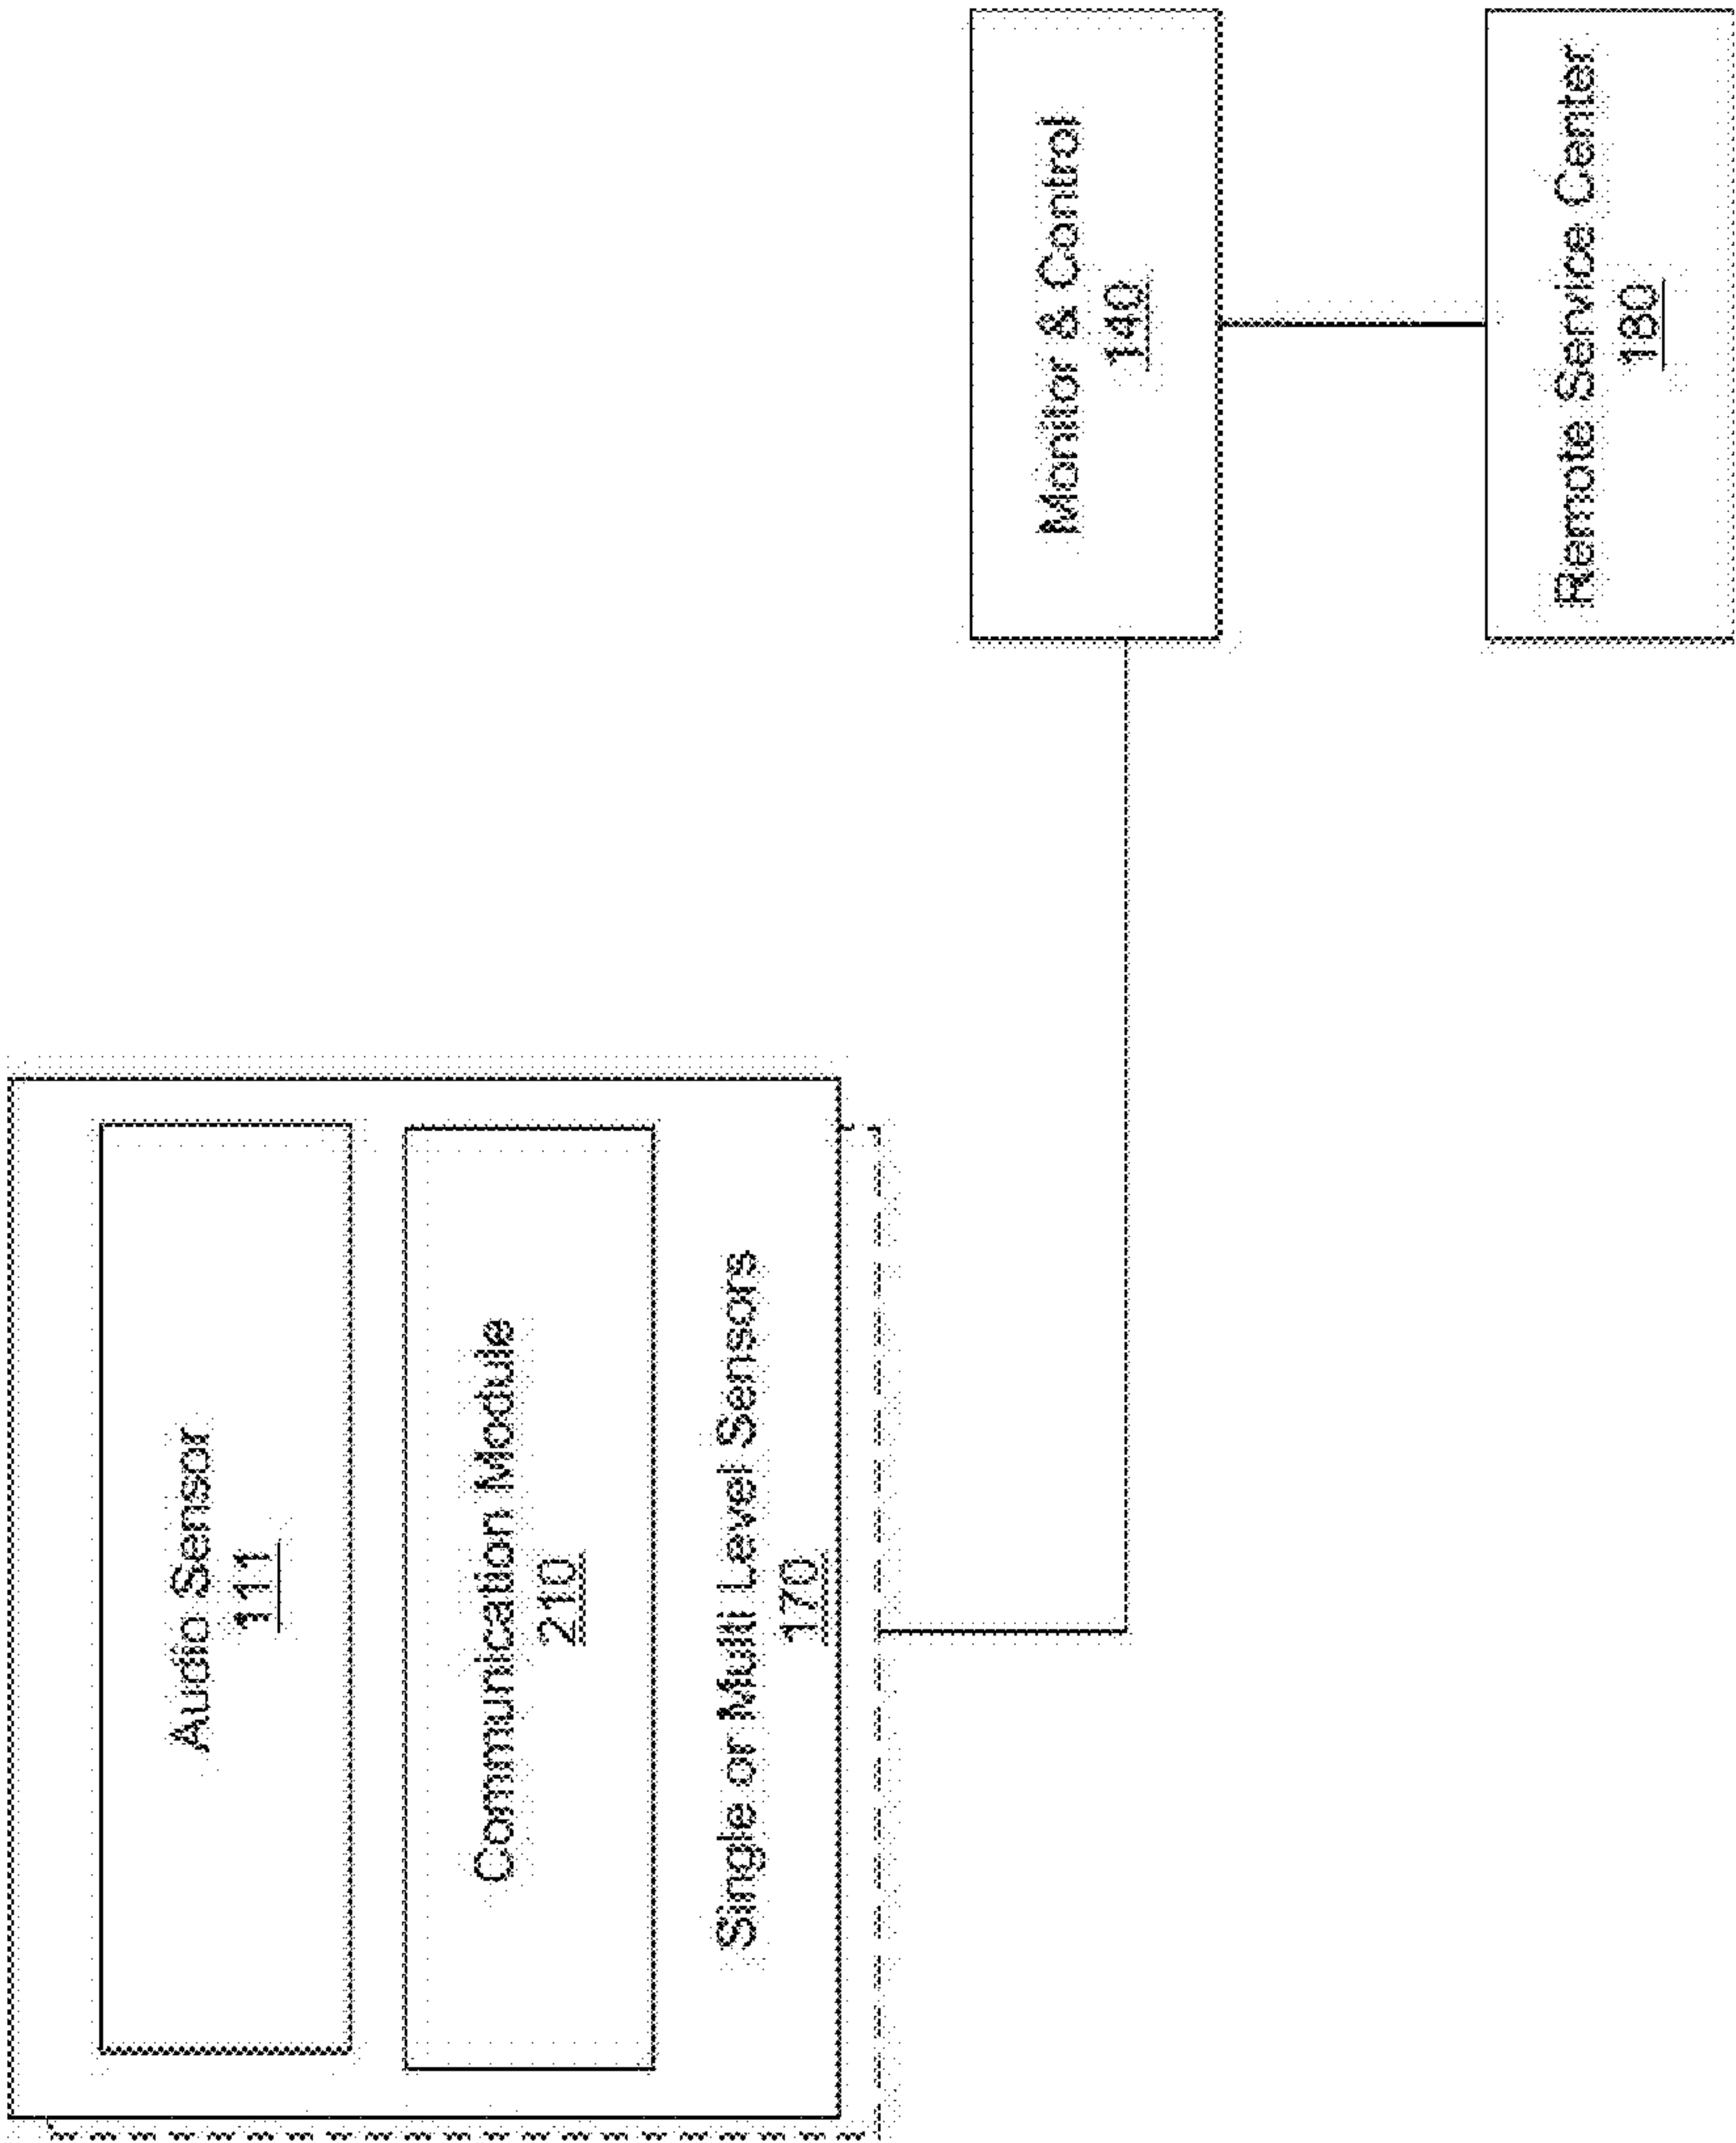 Audio Sensor
111
Communication Module
210
Single or Multi Level Sensors
170
Monitor & Control
140
Remote Service Center
180